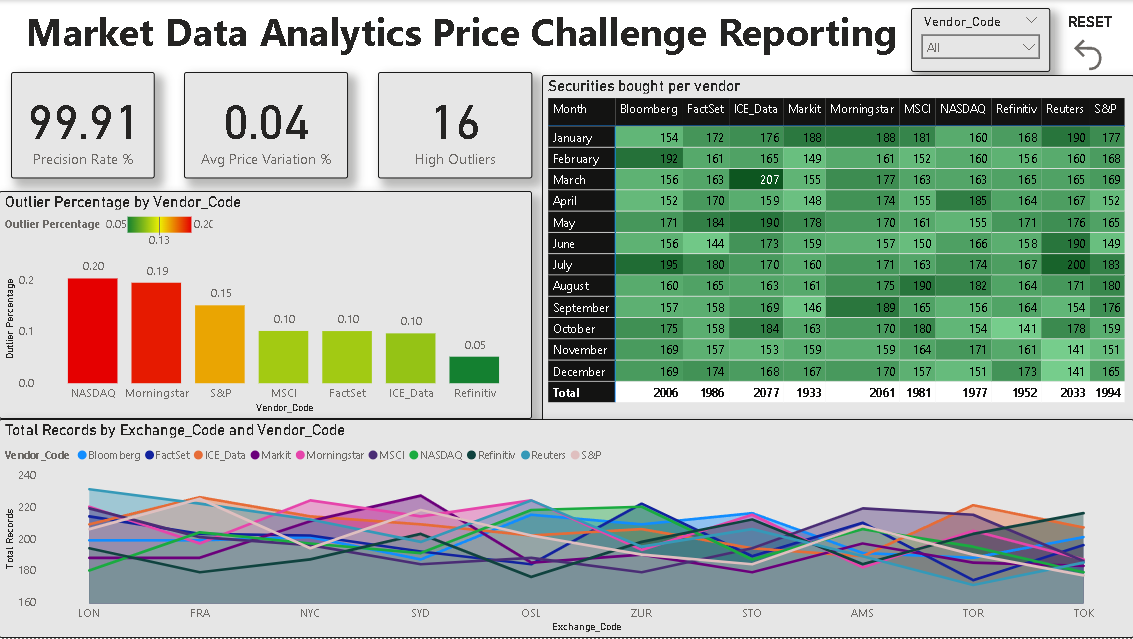 Market Data Analytics Price Challenge Reporting
Vendor_Code
All
RESET
99.91
Precision Rate %
0.04
Avg Price Variation %
16
High Outliers
Securities bought per vendor
Month Bloomberg FactSet ICE_Data Markit Morningstar MSCI NASDAQ Refinitiv Reuters S&P
January 154 172 176 188 188 181 160 168 190 177
February 192 161 165 149 161 152 160 156 160 168
March 156 163 207 155 177 163 163 165 165 169
April 152 170 159 148 174 155 185 164 167 152
May 171 184 190 178 170 161 155 171 176 165
June 156 144 173 159 157 150 166 158 190 149
July 195 180 170 160 171 163 174 167 200 183
August 160 165 163 161 175 190 182 164 171 180
September 157 158 169 146 189 165 156 164 154 176
October 175 158 184 163 170 180 154 141 178 159
November 169 157 153 159 159 164 171 161 141 151
December 169 174 168 167 170 157 151 173 141 165
Total 2006 1986 2077 1933 2061 1981 1977 1952 2033 1994
Outlier Percentage by Vendor_Code
Outlier Percentage 0.05 0.20
0.13
Outlier Percentage
0.2
0.1
0.0
0.20 0.19 0.15 0.10 0.10 0.10 0.05
NASDAQ Morningstar S&P MSCI FactSet ICE_Data Refinitiv
Vendor_Code
Total Records by Exchange_Code and Vendor_Code
Vendor_Code Bloomberg FactSet ICE_Data Markit Morningstar MSCI NASDAQ Refinitiv Reuters S&P
Total Records
240
220
200
180
160
LON FRA NYC SYD OSL ZUR STO AMS TOR TOK
Exchange_Code